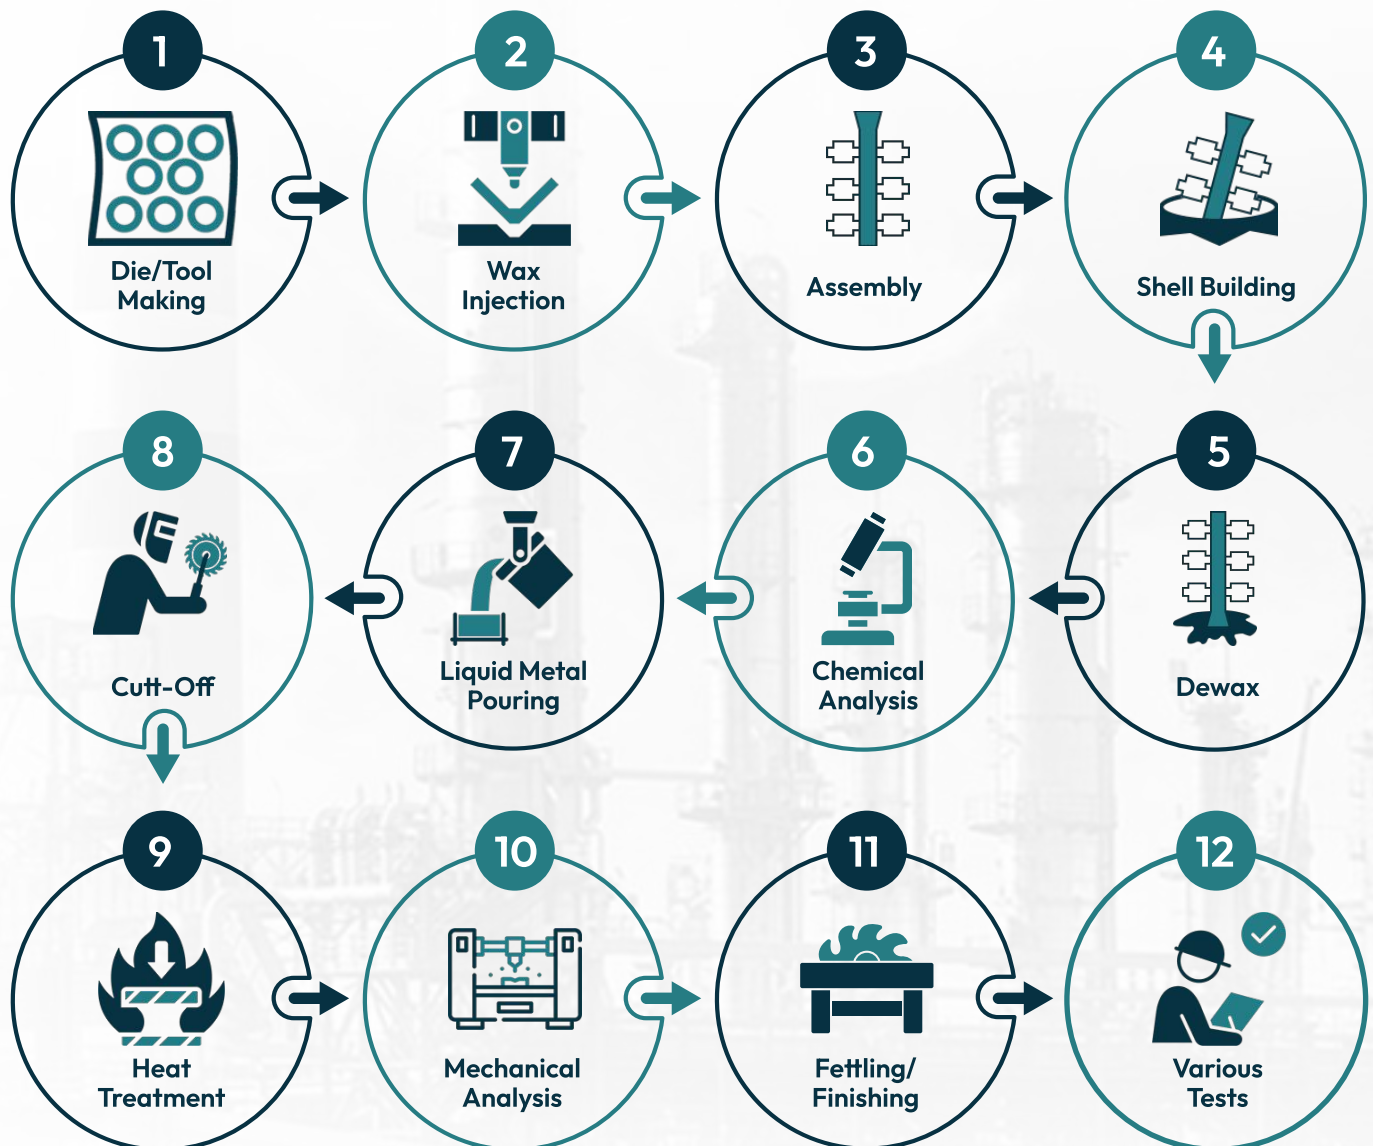 1
Die/Tool
Making
2
Wax
Injection
3
Assembly
4
Shell Building
5
Dewax
6
Chemical
Analysis
7
Liquid Metal
Pouring
8
Cutt-Off
9
Heat
Treatment
10
Mechanical
Analysis
11
Fettling/
Finishing
12
Various
Tests